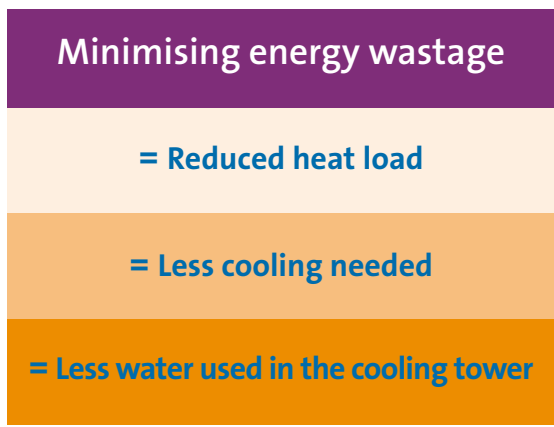 Minimising energy wastage
= Reduced heat load
= Less cooling needed
= Less water used in the cooling tower